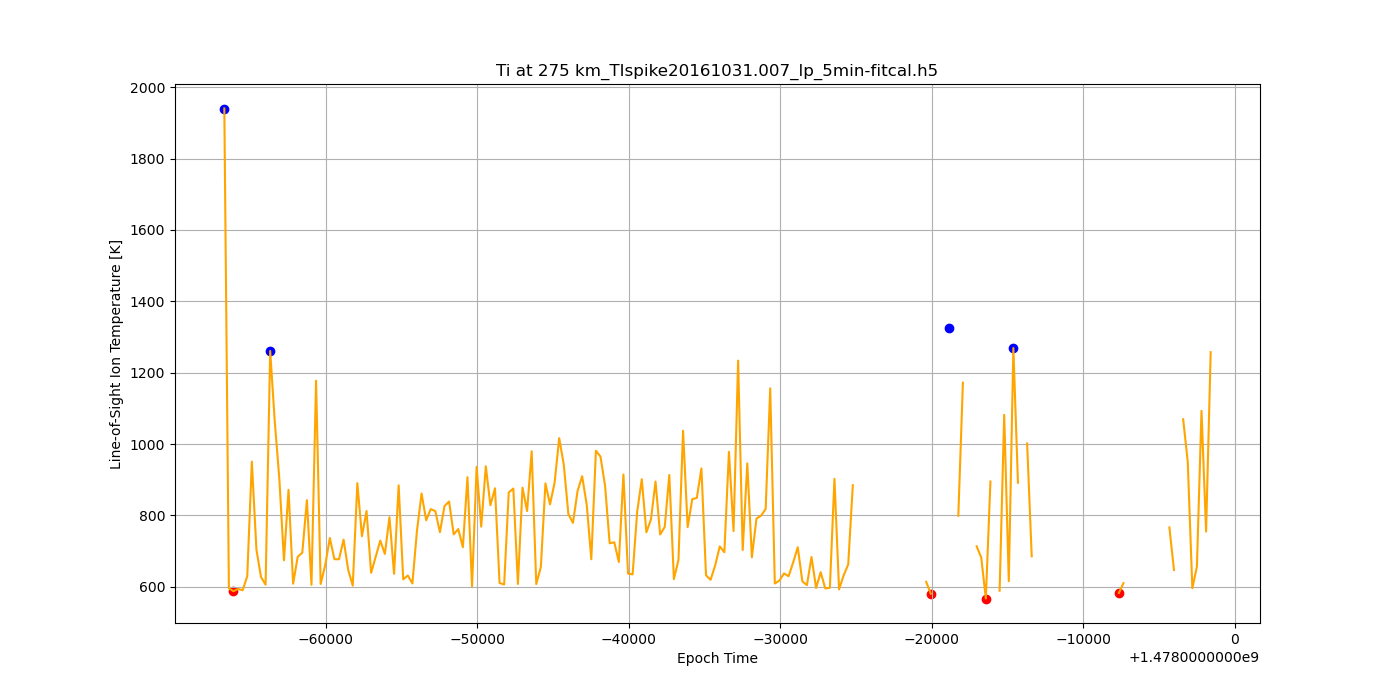 Ti at 275 km_TIspike20161031.007_lp_5min-fitcal.h5
Line-of-Sight Ion Temperature [K]
2000
1800
1600
1400
1200
1000
800
600
−60000 −50000 −40000 −30000 −20000 −10000 0
Epoch Time
+1.4780000000e9